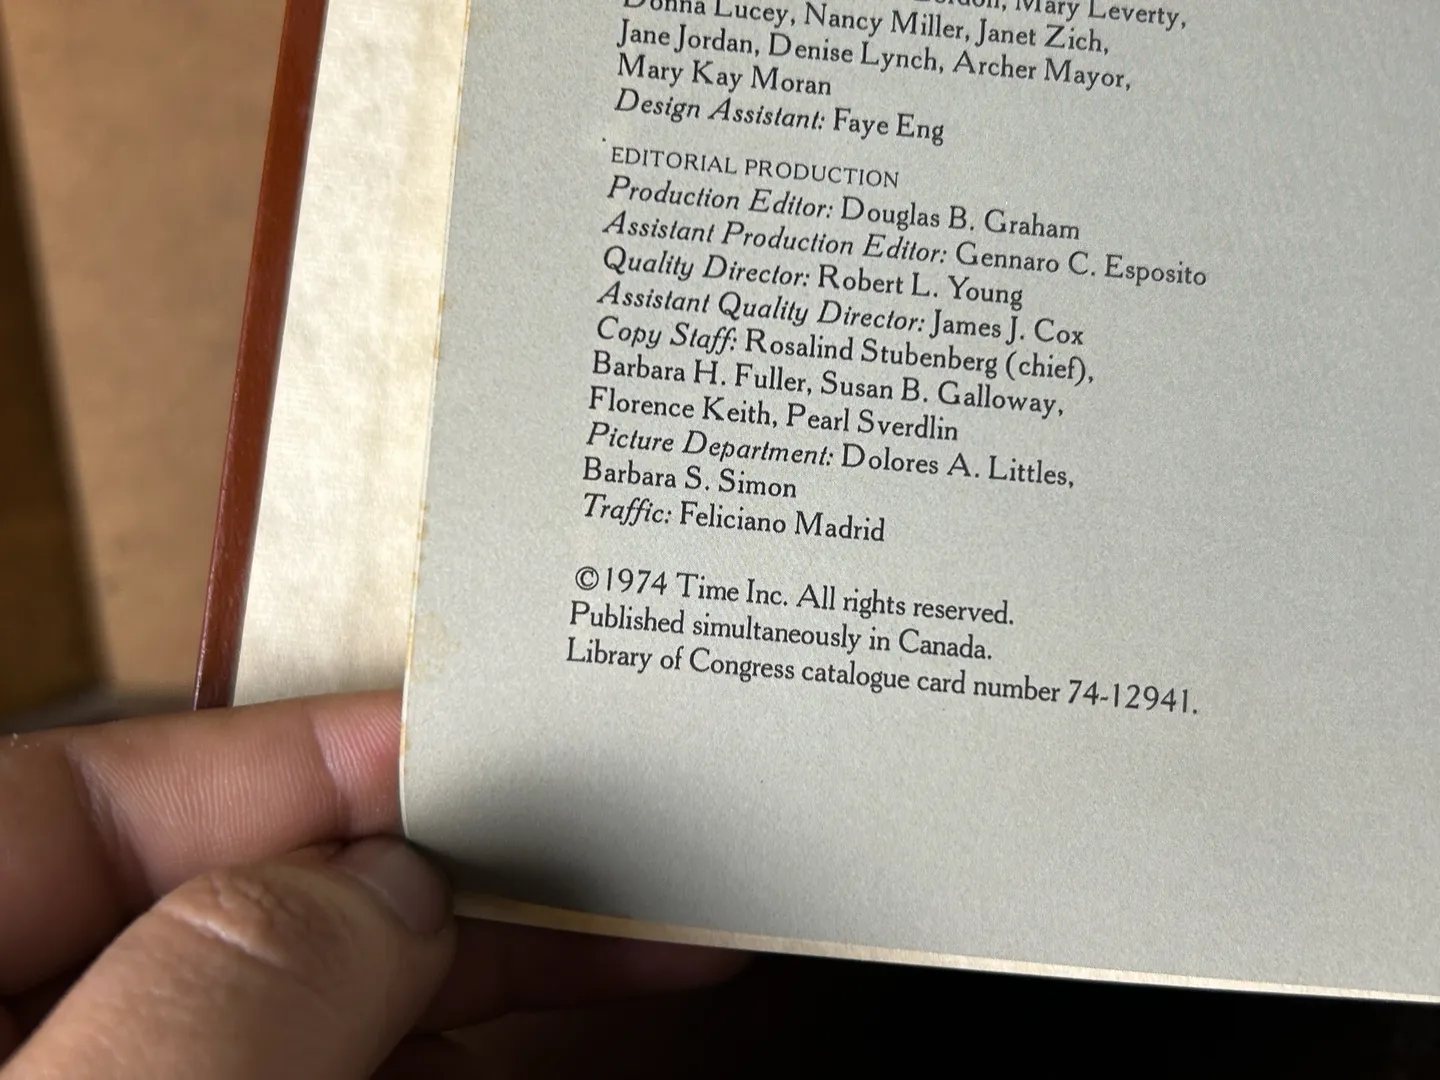 Mary Leverty,
Donna Lucey, Nancy Miller, Janet Zich,
Jane Jordan, Denise Lynch, Archer Mayor,
Mary Kay Moran
Design Assistant: Faye Eng
EDITORIAL PRODUCTION
Production Editor: Douglas B. Graham
Assistant Production Editor: Gennaro C. Esposito
Quality Director: Robert L. Young
Assistant Quality Director: James J. Cox
Copy Staff: Rosalind Stubenberg (chief),
Barbara H. Fuller, Susan B. Galloway,
Florence Keith, Pearl Sverdlin
Picture Department: Dolores A. Littles,
Barbara S. Simon
Traffic: Feliciano Madrid
©1974 Time Inc. All rights reserved.
Published simultaneously in Canada.
Library of Congress catalogue card number 74-12941.